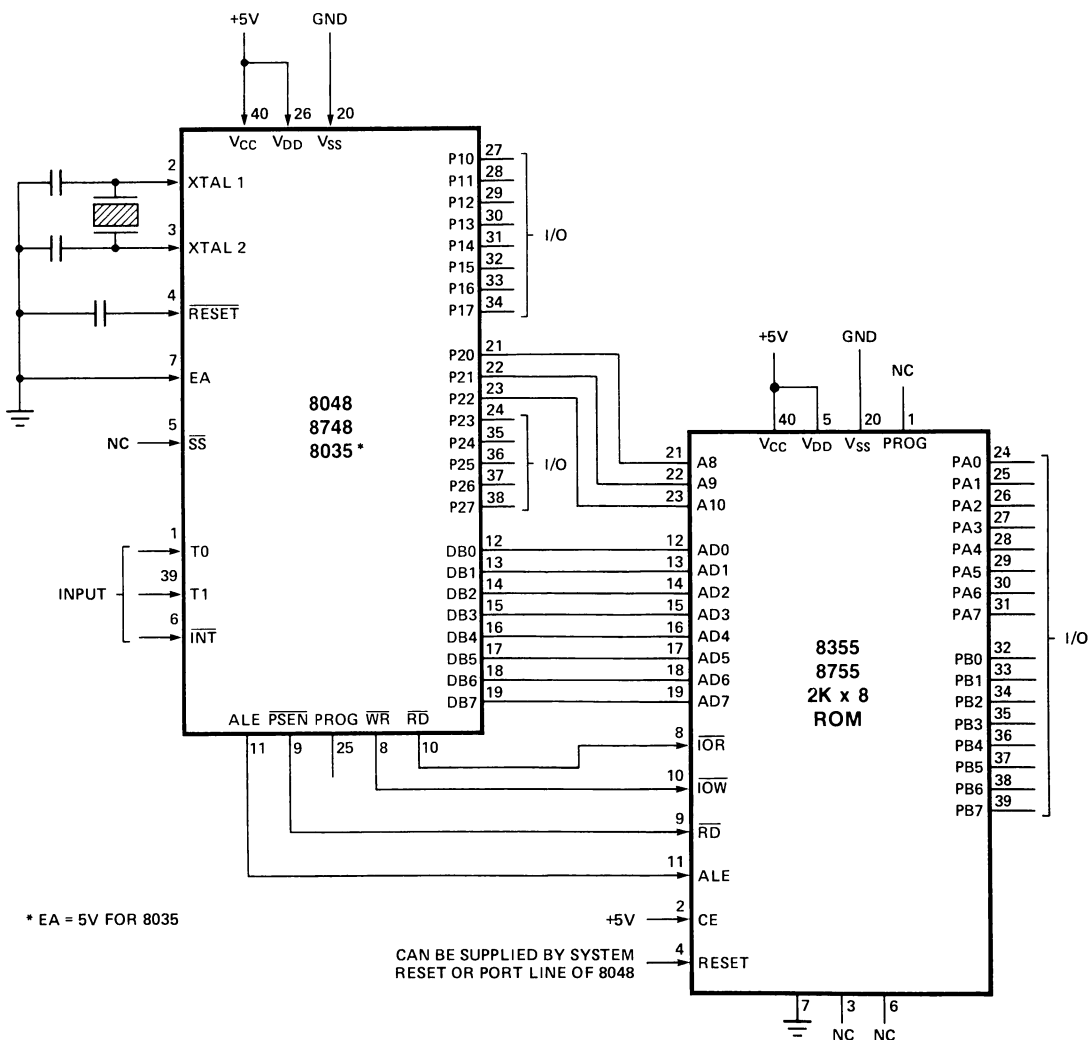 +5V GND
40 26 20
VCC VDD VSS
2 XTAL 1
3 XTAL 2
4 RESET
7 EA
NC 5 SS
INPUT
1 T0
39 T1
6 INT
8048
8748
8035 *
P10 27
P11 28
P12 29
P13 30
P14 31
P15 32
P16 33
P17 34
I/O
P20 21
P21 22
P22 23
P23 24
P24 35
P25 36
P26 37
P27 38
I/O
DB0 12
DB1 13
DB2 14
DB3 15
DB4 16
DB5 17
DB6 18
DB7 19
ALE PSEN PROG WR RD
11 9 25 8 10
+5V GND
NC
40 5 20 1
VCC VDD VSS PROG
21 A8
22 A9
23 A10
12 AD0
13 AD1
14 AD2
15 AD3
16 AD4
17 AD5
18 AD6
19 AD7
8 IOR
10 IOW
9 RD
11 ALE
+5V 2 CE
CAN BE SUPPLIED BY SYSTEM
RESET OR PORT LINE OF 8048
4 RESET
8355
8755
2K x 8
ROM
PA0 24
PA1 25
PA2 26
PA3 27
PA4 28
PA5 29
PA6 30
PA7 31
PB0 32
PB1 33
PB2 34
PB3 35
PB4 36
PB5 37
PB6 38
PB7 39
I/O
7 3 6
NC NC
* EA = 5V FOR 8035